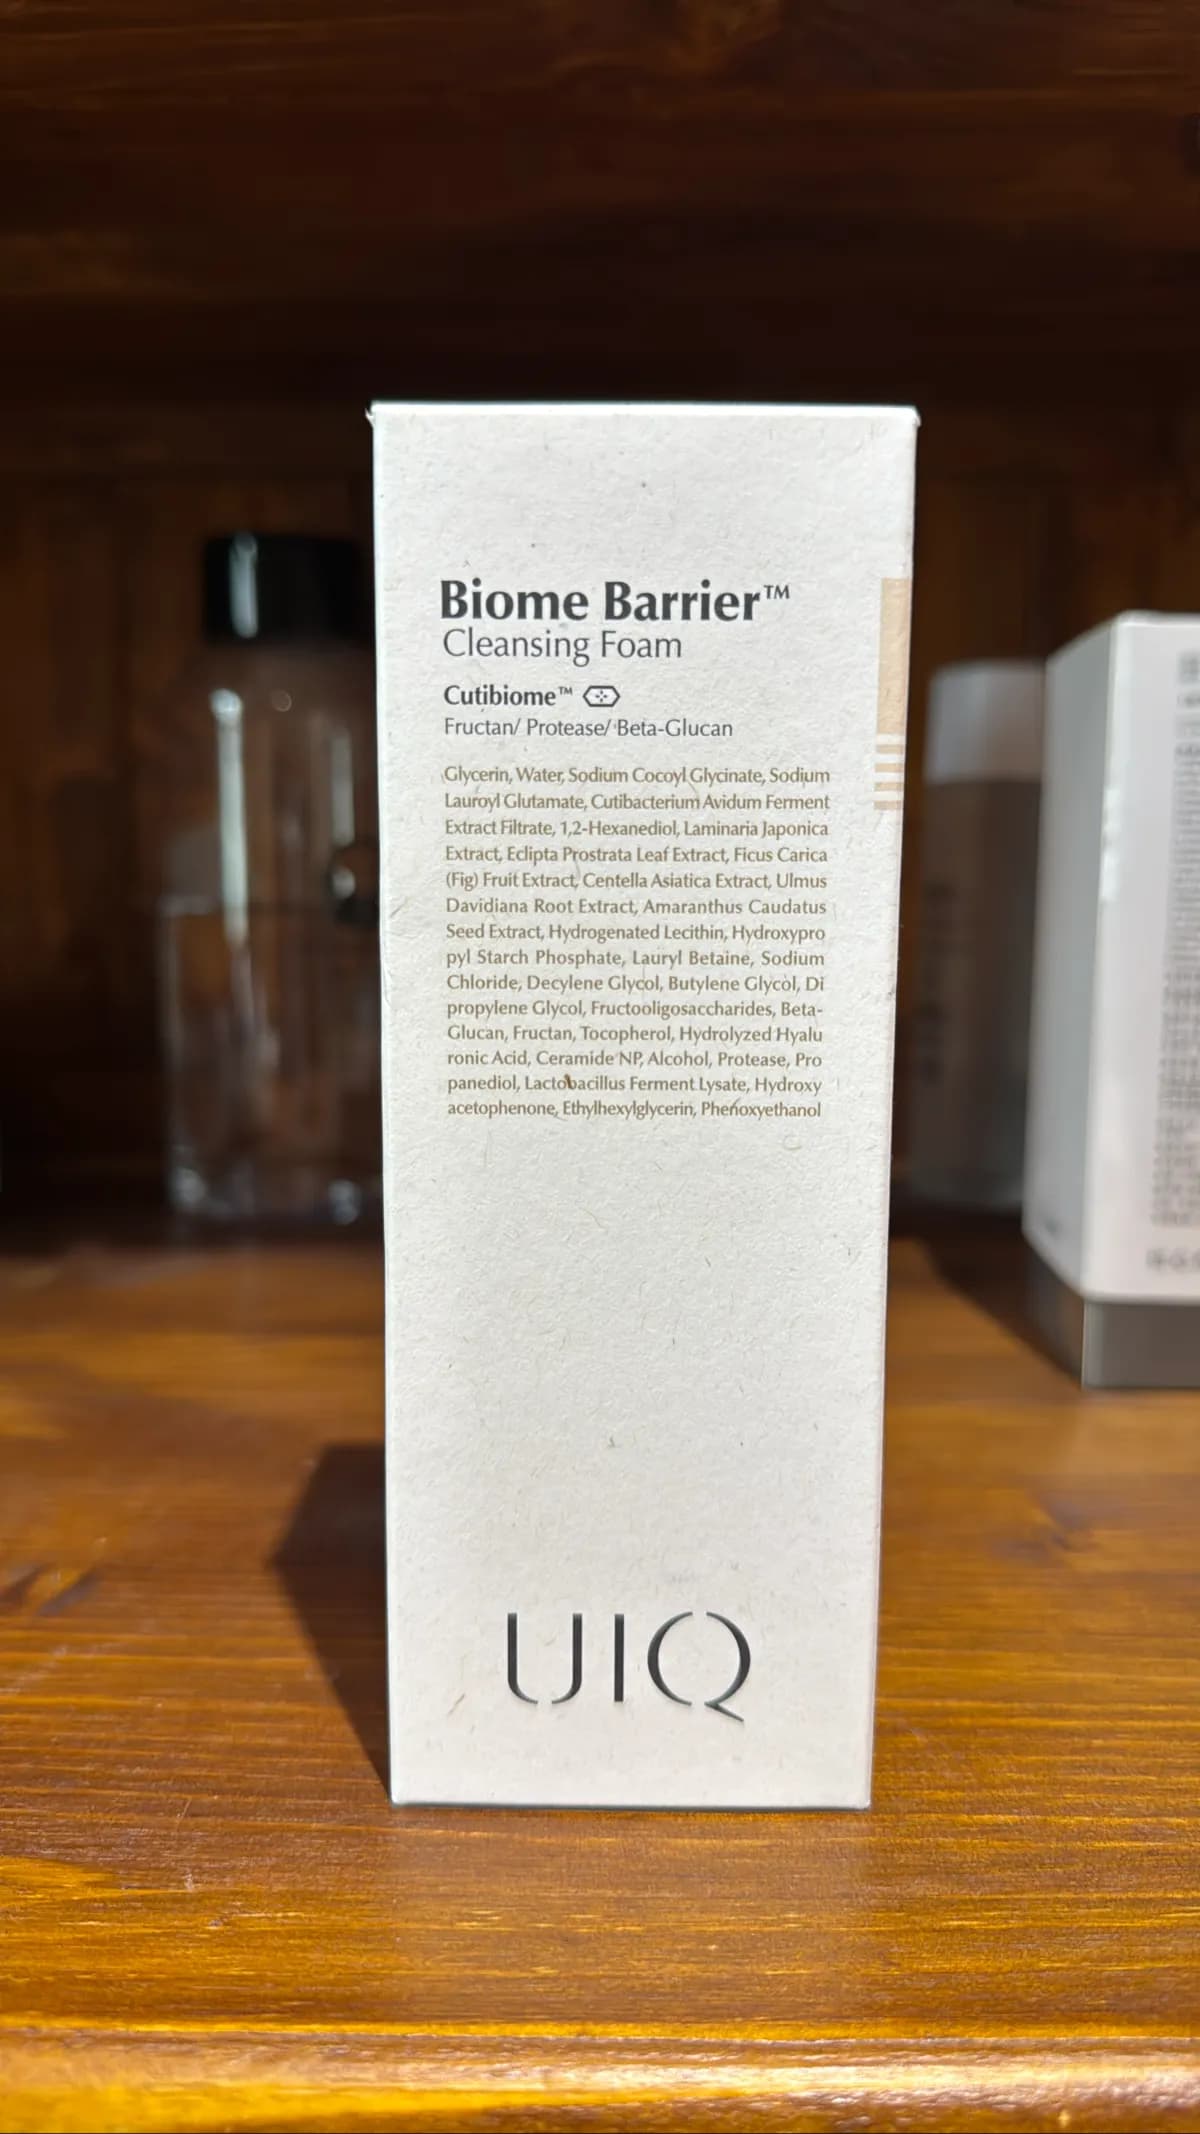 Biome Barrier™
Cleansing Foam
Cutibiome™
Fructan/ Protease/ Beta-Glucan
Glycerin, Water, Sodium Cocoyl Glycinate, Sodium
Lauroyl Glutamate, Cutibacterium Avidum Ferment
Extract Filtrate, 1,2-Hexanediol, Laminaria Japonica
Extract, Eclipta Prostrata Leaf Extract, Ficus Carica
(Fig) Fruit Extract, Centella Asiatica Extract, Ulmus
Davidiana Root Extract, Amaranthus Caudatus
Seed Extract, Hydrogenated Lecithin, Hydroxypro
pyl Starch Phosphate, Lauryl Betaine, Sodium
Chloride, Decylene Glycol, Butylene Glycol, Di
propylene Glycol, Fructooligosaccharides, Beta-
Glucan, Fructan, Tocopherol, Hydrolyzed Hyalu
ronic Acid, Ceramide NP, Alcohol, Protease, Pro
panediol, Lactobacillus Ferment Lysate, Hydroxy
acetophenone, Ethylhexylglycerin, Phenoxyethanol
UIQ